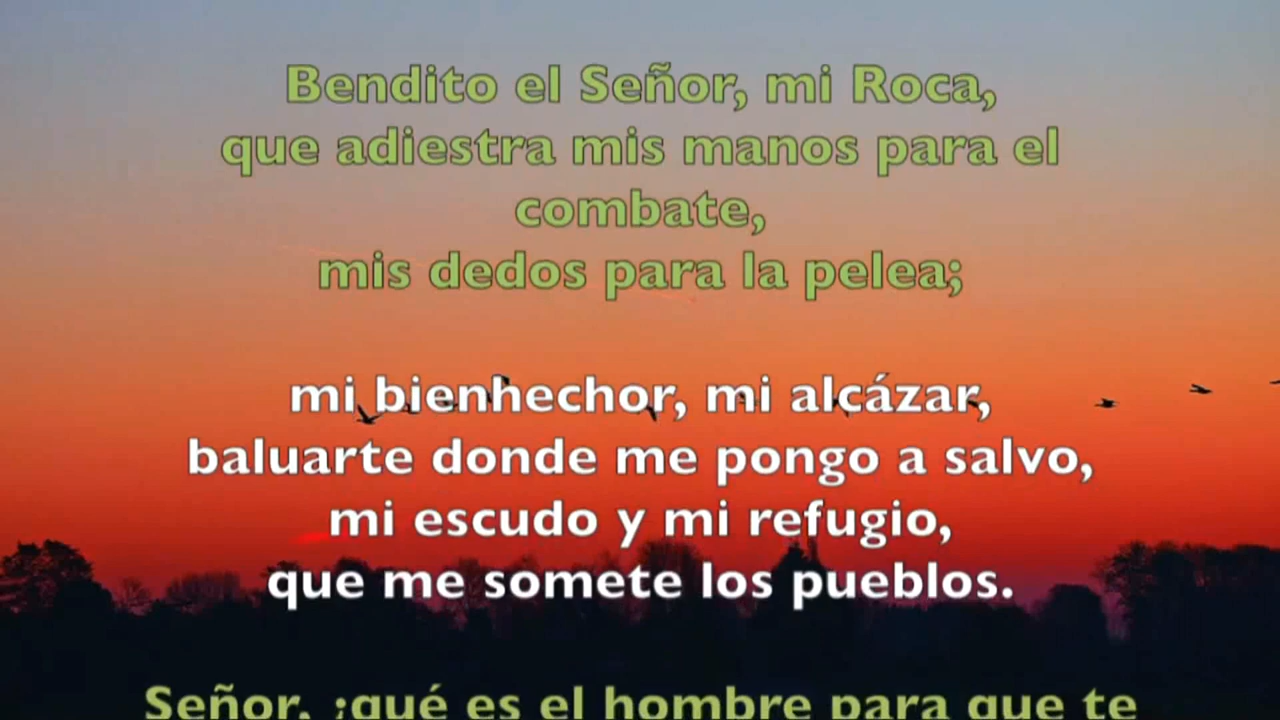 Bendito el Señor, mi Roca,
que adiestra mis manos para el
combate,
mis dedos para la pelea;
mi bienhechor, mi alcázar,
baluarte donde me pongo a salvo,
mi escudo y mi refugio,
que me somete los pueblos.
Señor, ¿qué es el hombre para que te